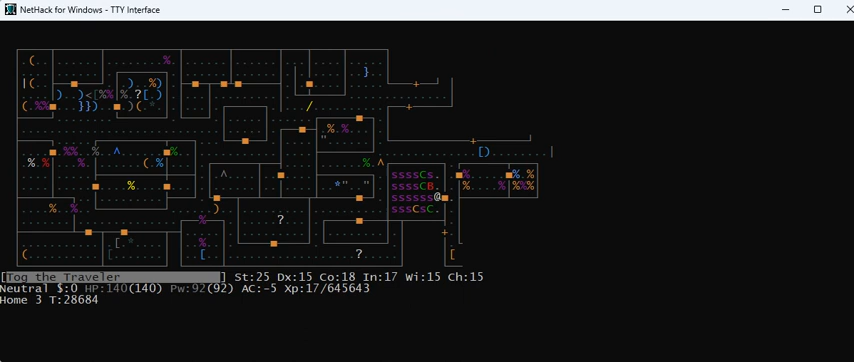 NetHack for Windows - TTY Interface
[Tog the Traveler ] St:25 Dx:15 Co:18 In:17 Wi:15 Ch:15
Neutral $:0 HP:140(140) Pw:92(92) AC:-5 Xp:17/645643
Home 3 T:28684